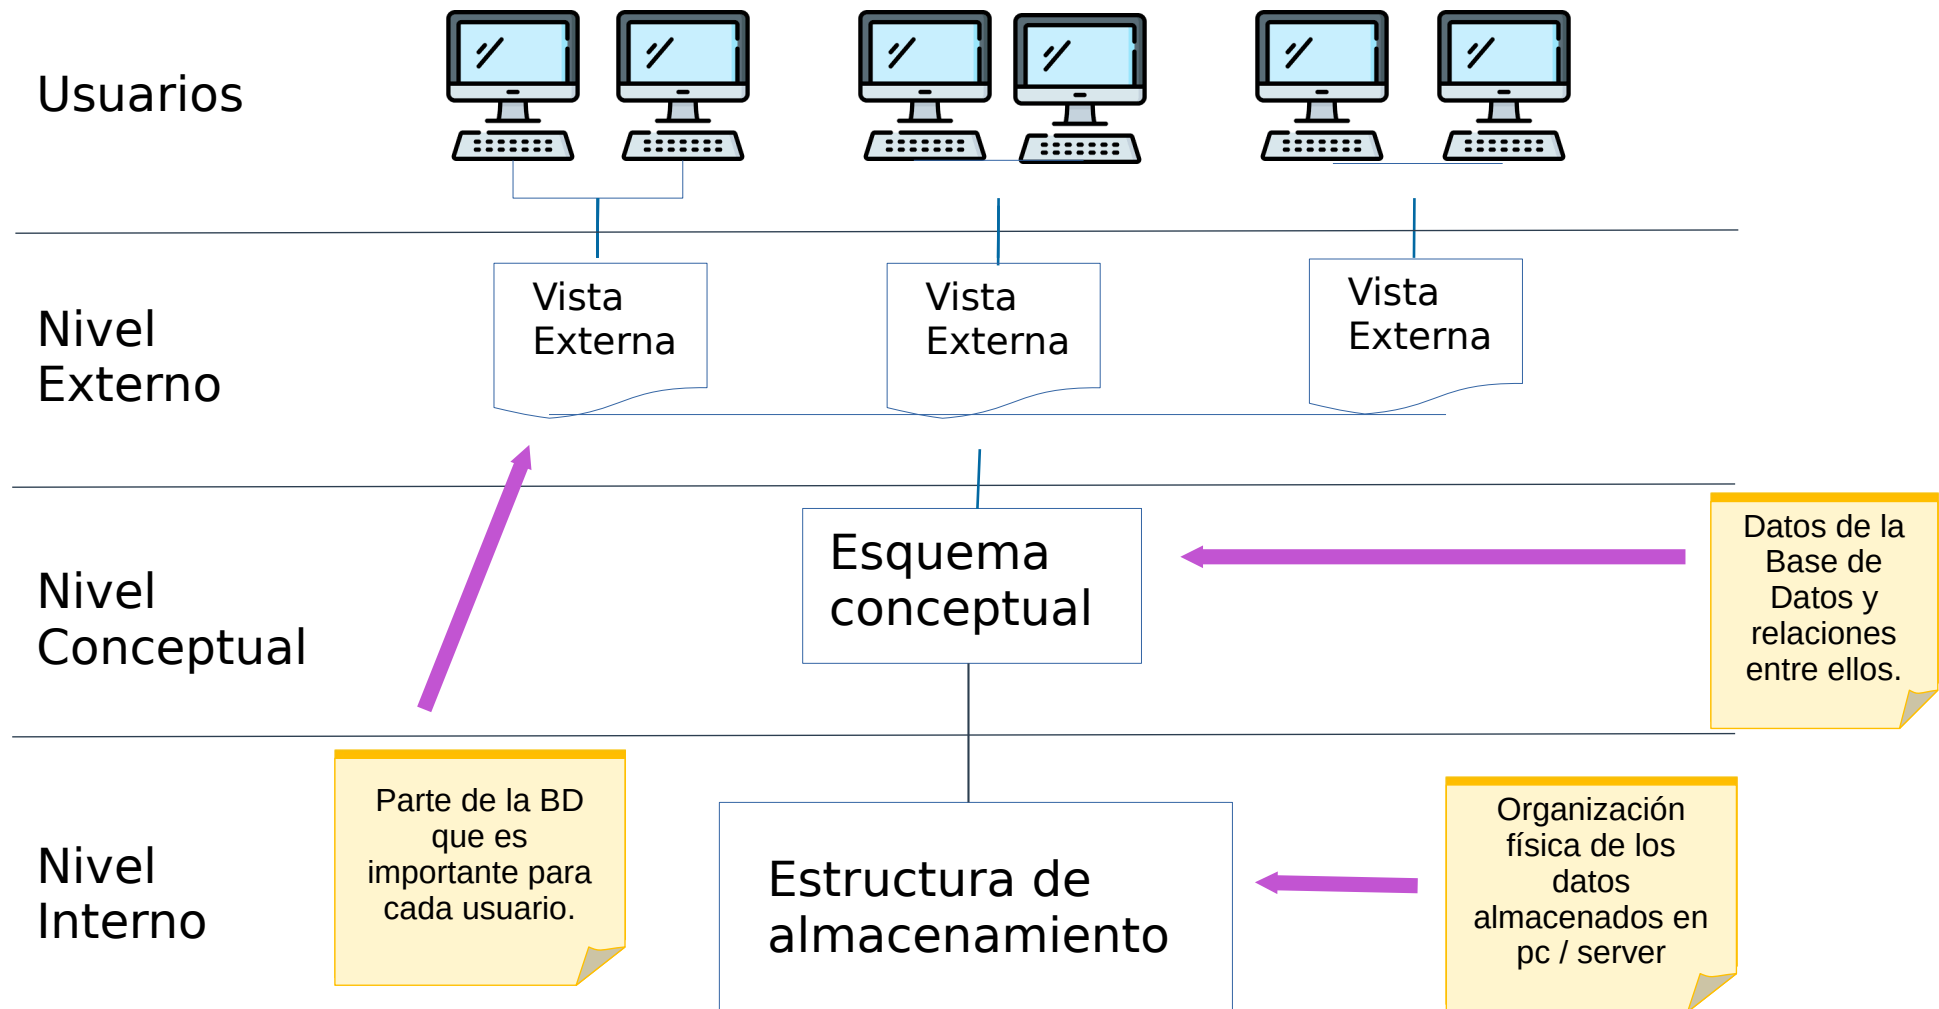 Usuarios
Nivel
Externo
Vista
Externa
Vista
Externa
Vista
Externa
Nivel
Conceptual
Esquema
conceptual
Datos de la
Base de
Datos y
relaciones
entre ellos.
Nivel
Interno
Parte de la BD
que es
importante para
cada usuario.
Estructura de
almacenamiento
Organización
física de los
datos
almacenados en
pc / server